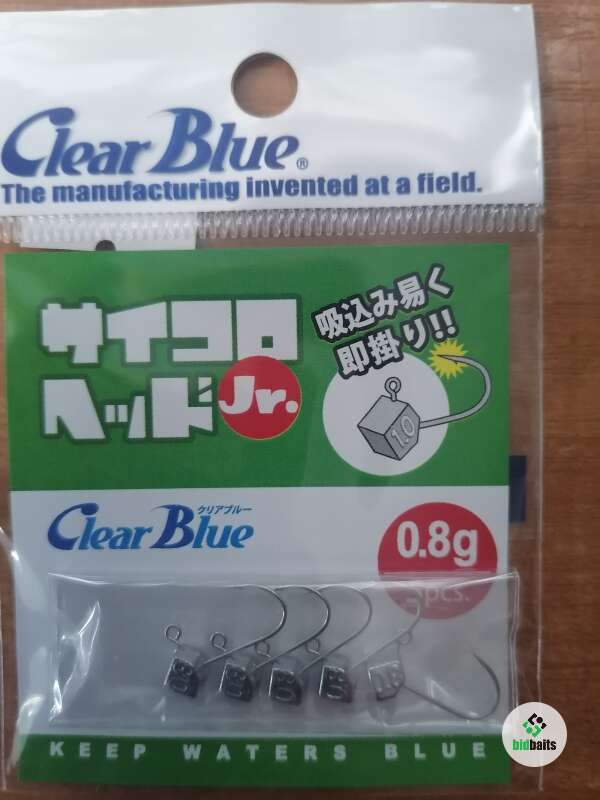 Clear Blue®
The manufacturing invented at a field.
サイコロ
ヘッド Jr.
吸込み易く
即掛り!!
1.0
クリアブルー
Clear Blue
0.8g
5pcs.
KEEP WATERS BLUE
bidbaits